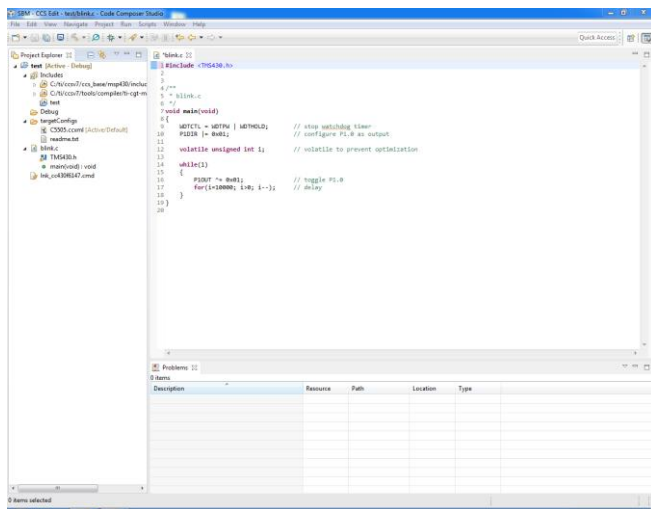 SBM - CCS Edit - test/blink.c - Code Composer Studio
File Edit View Navigate Project Run Scripts Window Help
Quick Access
Project Explorer
test [Active - Debug]
Includes
C:/ti/ccsv7/ccs_base/msp430/includ
C:/ti/ccsv7/tools/compiler/ti-cgt-m
test
Debug
targetConfigs
C5505.ccxml [Active/Default]
readme.txt
blink.c
TMS430.h
main(void) : void
lnk_cc430f6147.cmd
*blink.c
1 #include <TMS430.h>
2
3
4 /**
5 * blink.c
6 */
7 void main(void)
8 {
9 WDTCTL = WDTPW | WDTHOLD; // stop watchdog timer
10 P1DIR |= 0x01; // configure P1.0 as output
11
12 volatile unsigned int i; // volatile to prevent optimization
13
14 while(1)
15 {
16 P1OUT ^= 0x01; // toggle P1.0
17 for(i=10000; i>0; i--); // delay
18 }
19 }
20
Problems
0 items
Description Resource Path Location Type
0 items selected